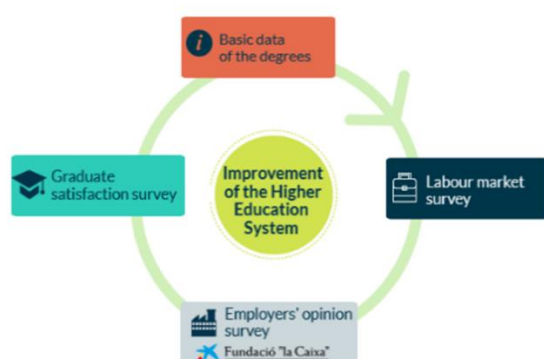 Basic data
of the degrees
Graduate
satisfaction survey
Improvement
of the Higher
Education
System
Labour market
survey
Employers' opinion
survey
Fundació "la Caixa"